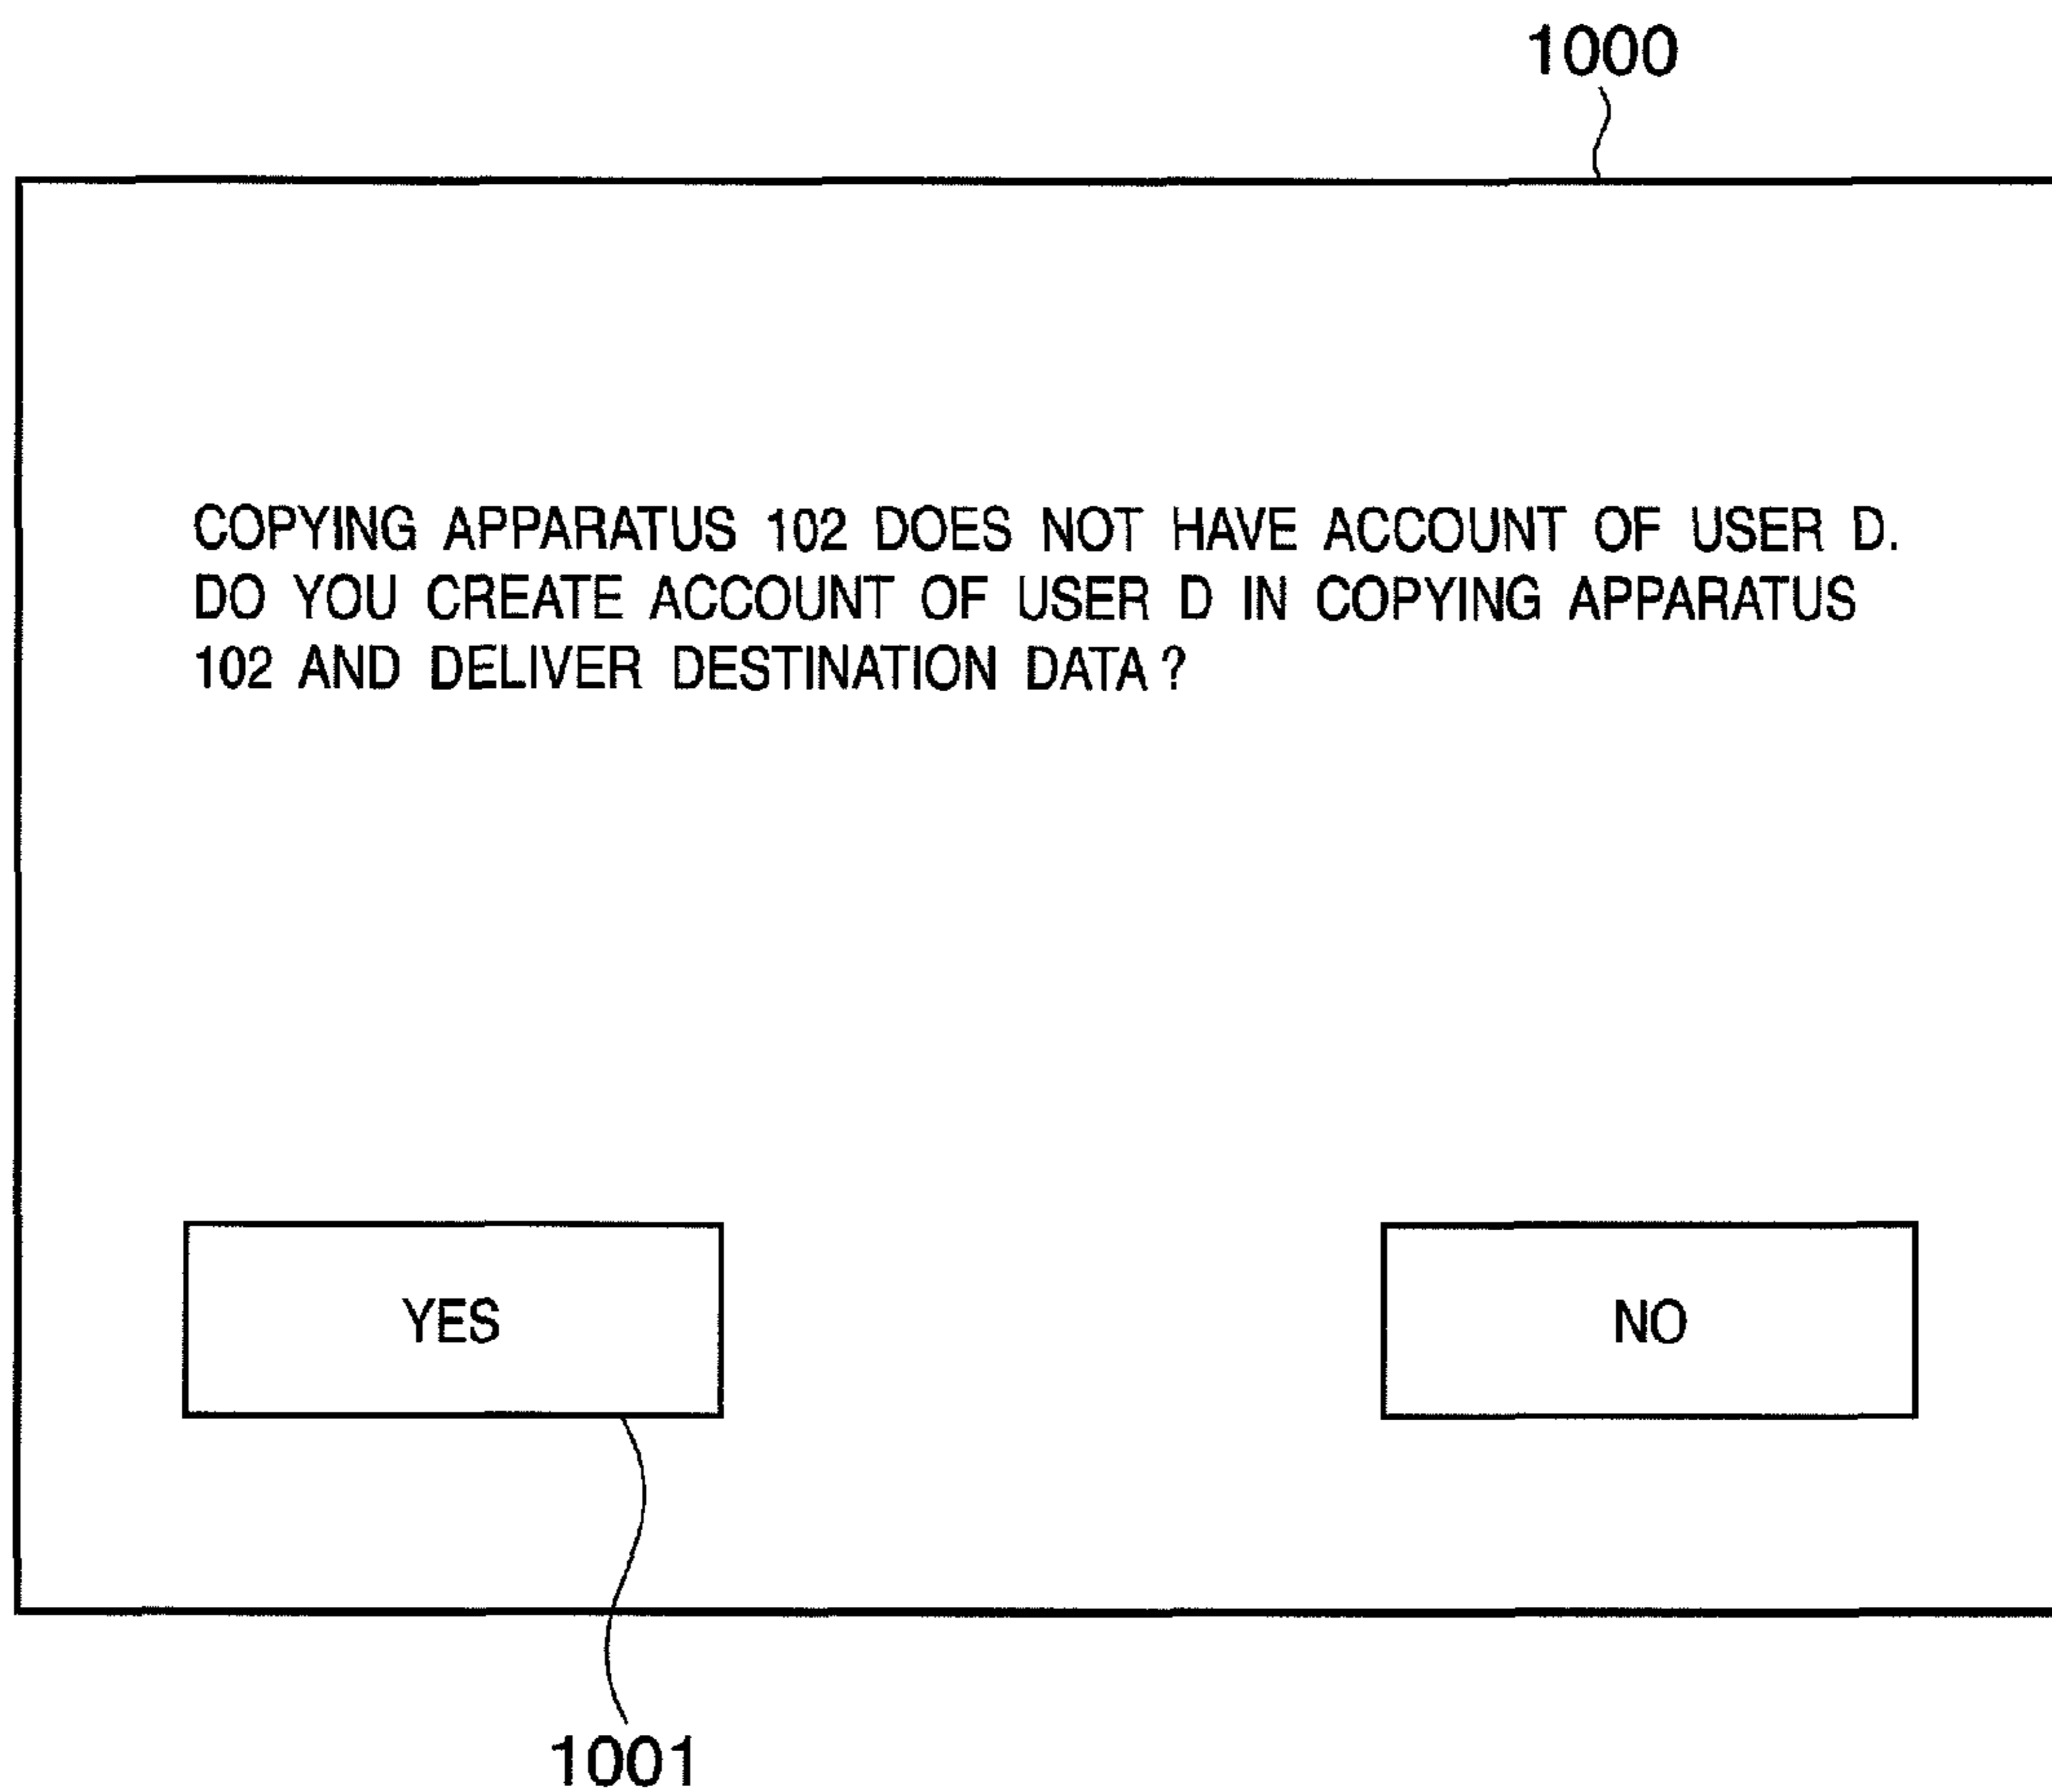 1000
COPYING APPARATUS 102 DOES NOT HAVE ACCOUNT OF USER D.
DO YOU CREATE ACCOUNT OF USER D IN COPYING APPARATUS
102 AND DELIVER DESTINATION DATA?
YES
NO
1001